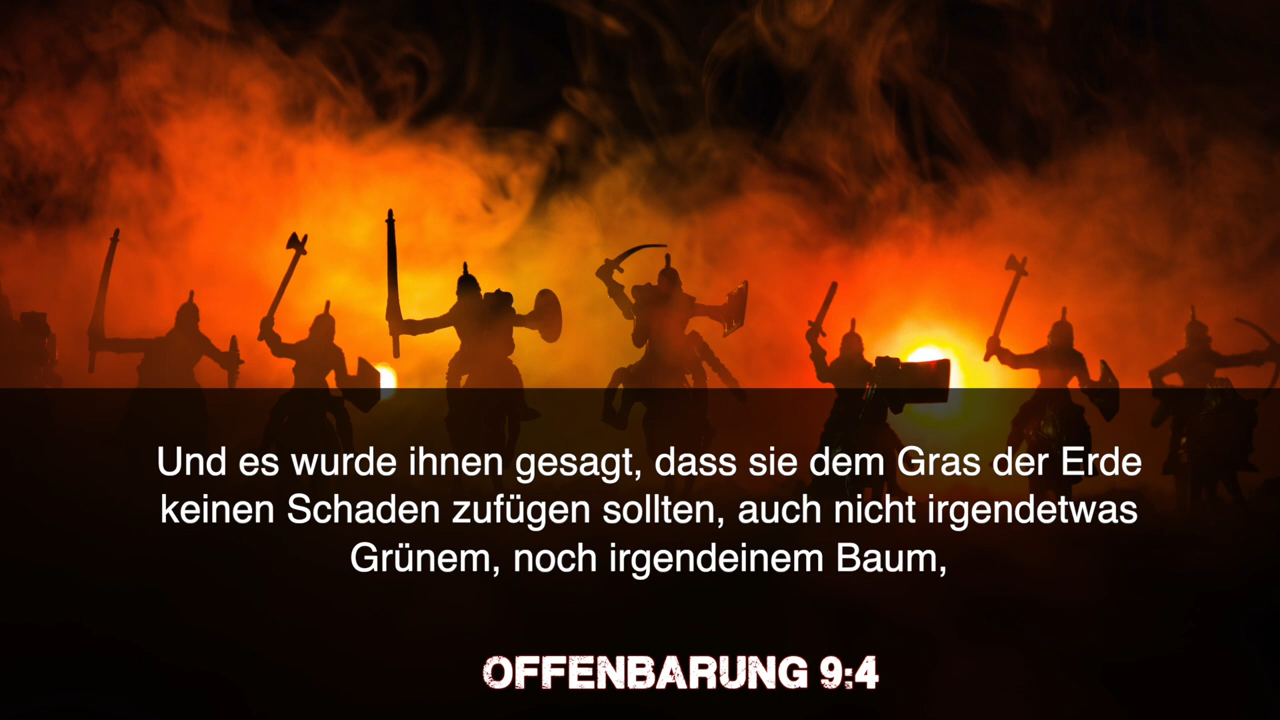 Und es wurde ihnen gesagt, dass sie dem Gras der Erde
keinen Schaden zufügen sollten, auch nicht irgendetwas
Grünem, noch irgendeinem Baum,
OFFENBARUNG 9:4